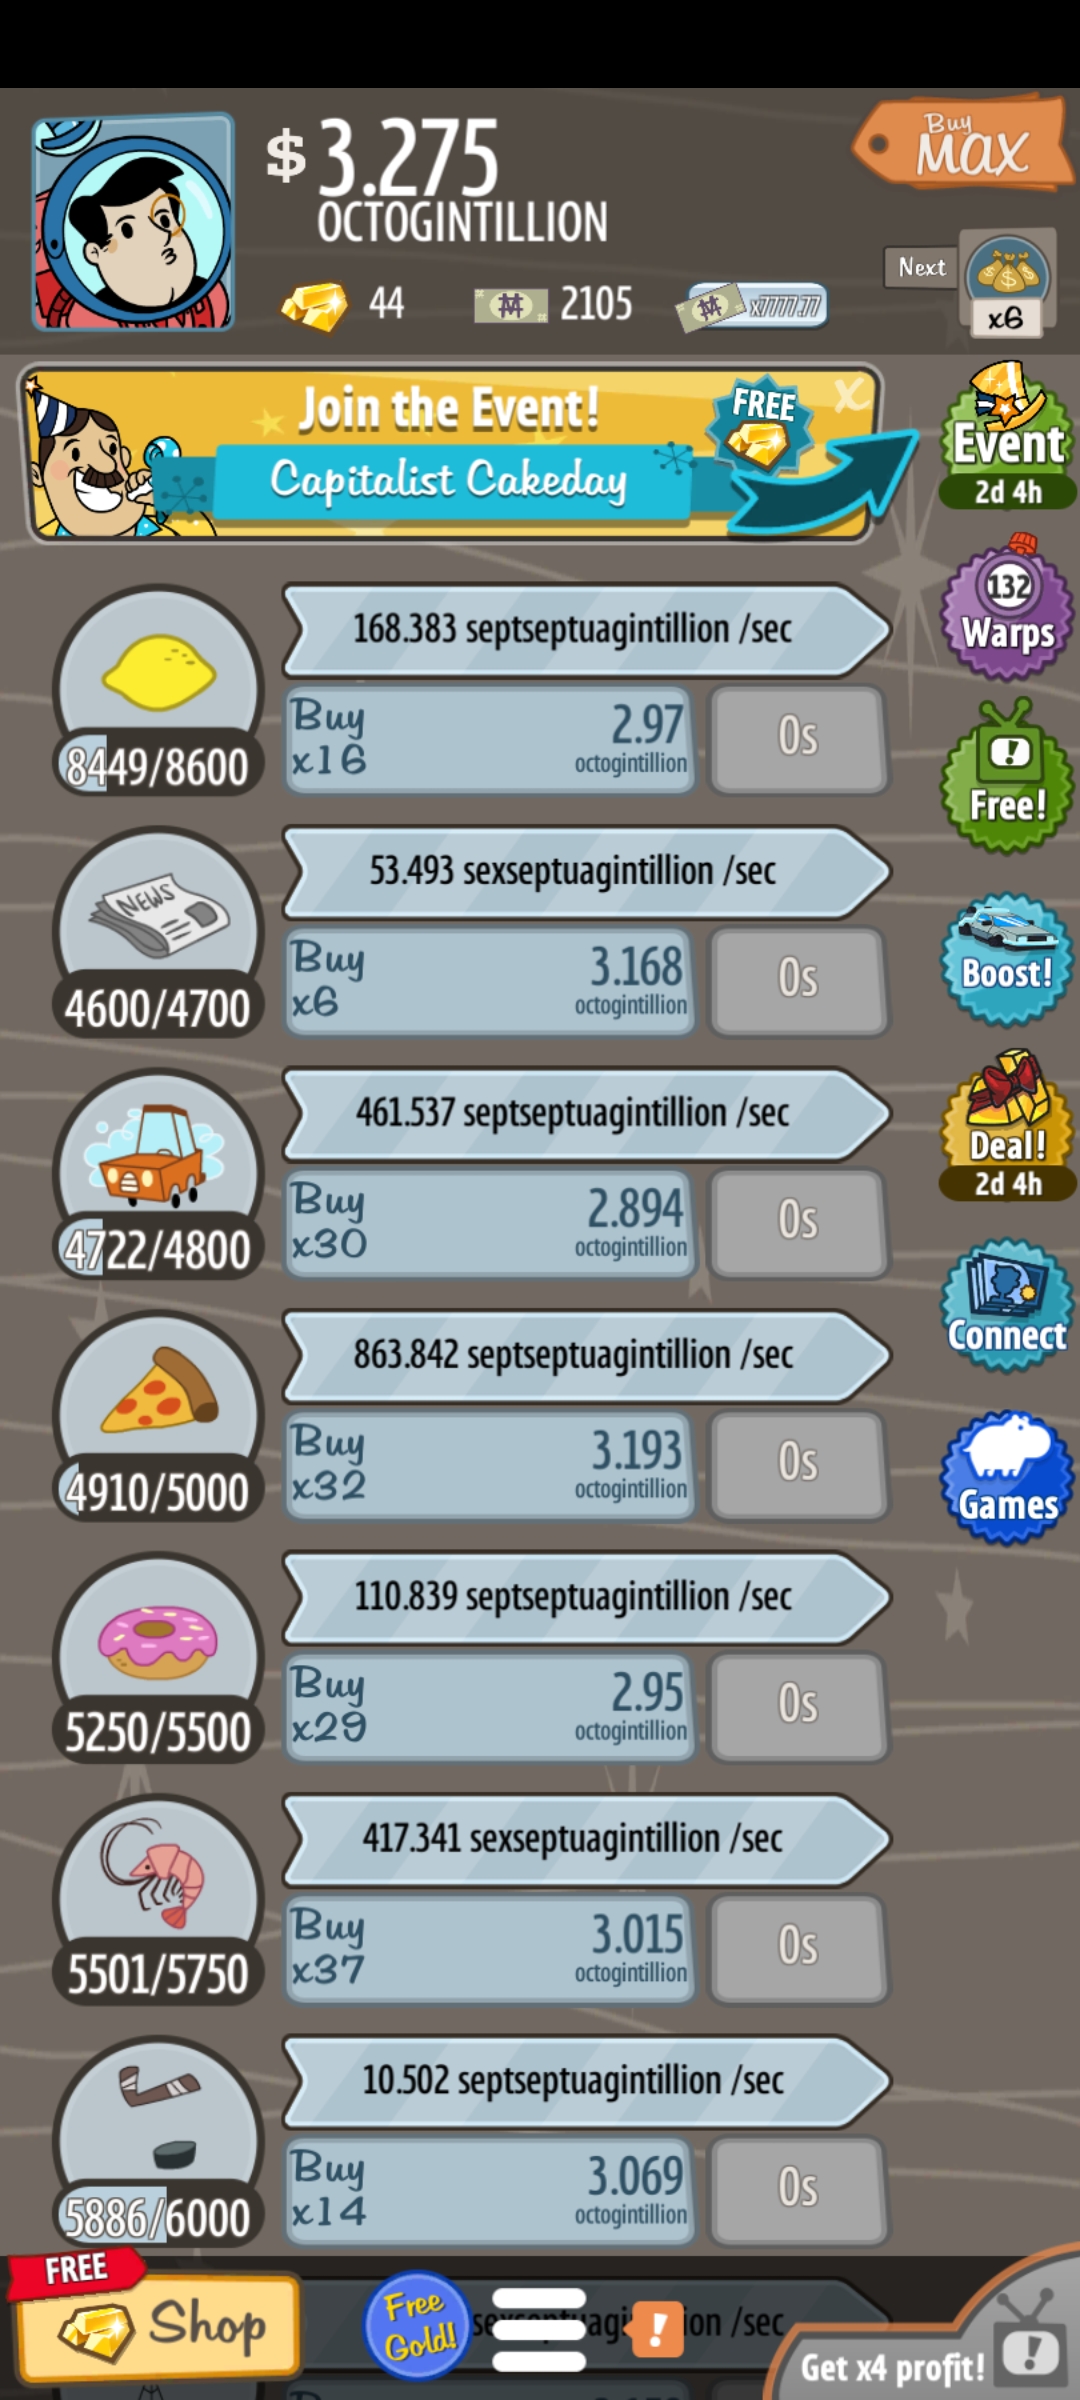 $ 3.275
OCTOGINTILLION
Buy
MAX
44
2105
x7777.77
Next
x6
Join the Event!
Capitalist Cakeday
FREE
X
Event
2d 4h
168.383 septseptuagintillion /sec
8449/8600
Buy
x16
2.97
octogintillion
0s
132
Warps
53.493 sexseptuagintillion /sec
NEWS
4600/4700
Buy
x6
3.168
octogintillion
0s
Free!
Boost!
461.537 septseptuagintillion /sec
4722/4800
Buy
x30
2.894
octogintillion
0s
Deal!
2d 4h
863.842 septseptuagintillion /sec
4910/5000
Buy
x32
3.193
octogintillion
0s
Connect
Games
110.839 septseptuagintillion /sec
5250/5500
Buy
x29
2.95
octogintillion
0s
417.341 sexseptuagintillion /sec
5501/5750
Buy
x37
3.015
octogintillion
0s
10.502 septseptuagintillion /sec
5886/6000
Buy
x14
3.069
octogintillion
0s
FREE
Shop
Free
Gold!
!
/sec
Get x4 profit!
!